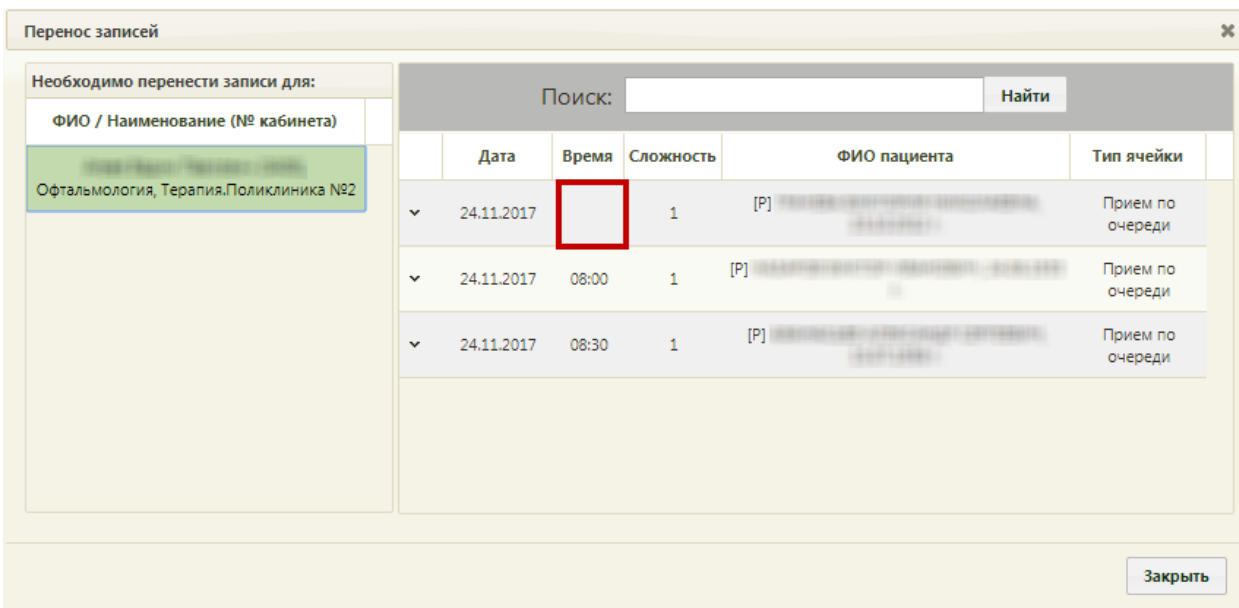 Перенос записей
Необходимо перенести записи для:
ФИО / Наименование (№ кабинета)
Офтальмология, Терапия.Поликлиника №2
Поиск:
Найти
Дата Время Сложность ФИО пациента Тип ячейки
24.11.2017 1 [Р] Прием по
очереди
24.11.2017 08:00 1 [Р] Прием по
очереди
24.11.2017 08:30 1 [Р] Прием по
очереди
Закрыть